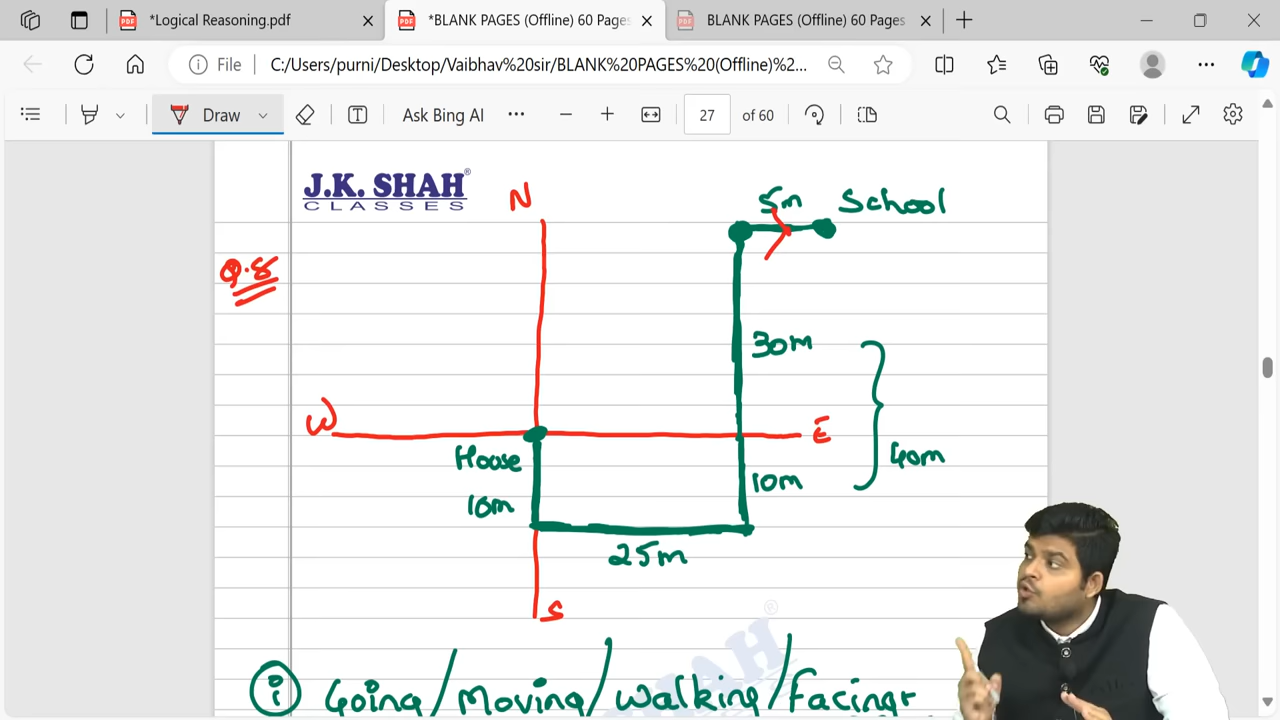 *Logical Reasoning.pdf
*BLANK PAGES (Offline) 60 Pages
BLANK PAGES (Offline) 60 Pages
File
C:/Users/purni/Desktop/Vaibhav%20sir/BLANK%20PAGES%20(Offline)%2...
Draw
Ask Bing AI
27
of 60
J.K. SHAH®
CLASSES
N
5m
School
Q.8
30m
W
E
House
40m
10m
10m
25m
S
SHAH
®
i Going/Moving/Walking/Facing